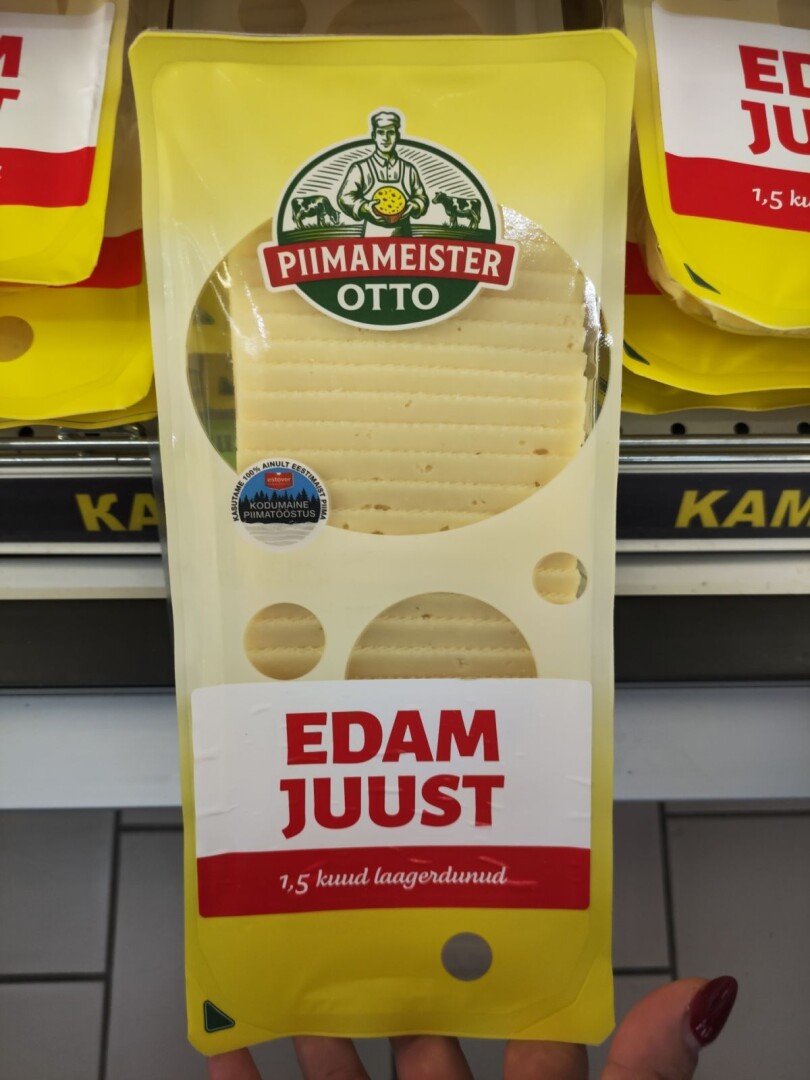 PIIMAMEISTER
OTTO
KASUTAME 100% AINULT EESTIMAIST PIIMA
estover
KODUMAINE
PIIMATÖÖSTUS
EDAM
JUUST
1,5 kuud laagerdunud
ED
JU
1,5 ku
KA
KAM